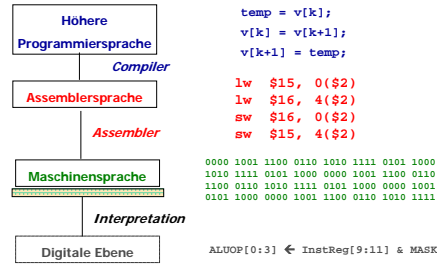 Höhere
Programmiersprache
temp = v[k];
v[k] = v[k+1];
v[k+1] = temp;
Compiler
Assemblersprache
lw $15, 0($2)
lw $16, 4($2)
sw $16, 0($2)
sw $15, 4($2)
Assembler
Maschinensprache
0000 1001 1100 0110 1010 1111 0101 1000
1010 1111 0101 1000 0000 1001 1100 0110
1100 0110 1010 1111 0101 1000 0000 1001
0101 1000 0000 1001 1100 0110 1010 1111
Interpretation
Digitale Ebene
ALUOP[0:3] ← InstReg[9:11] & MASK